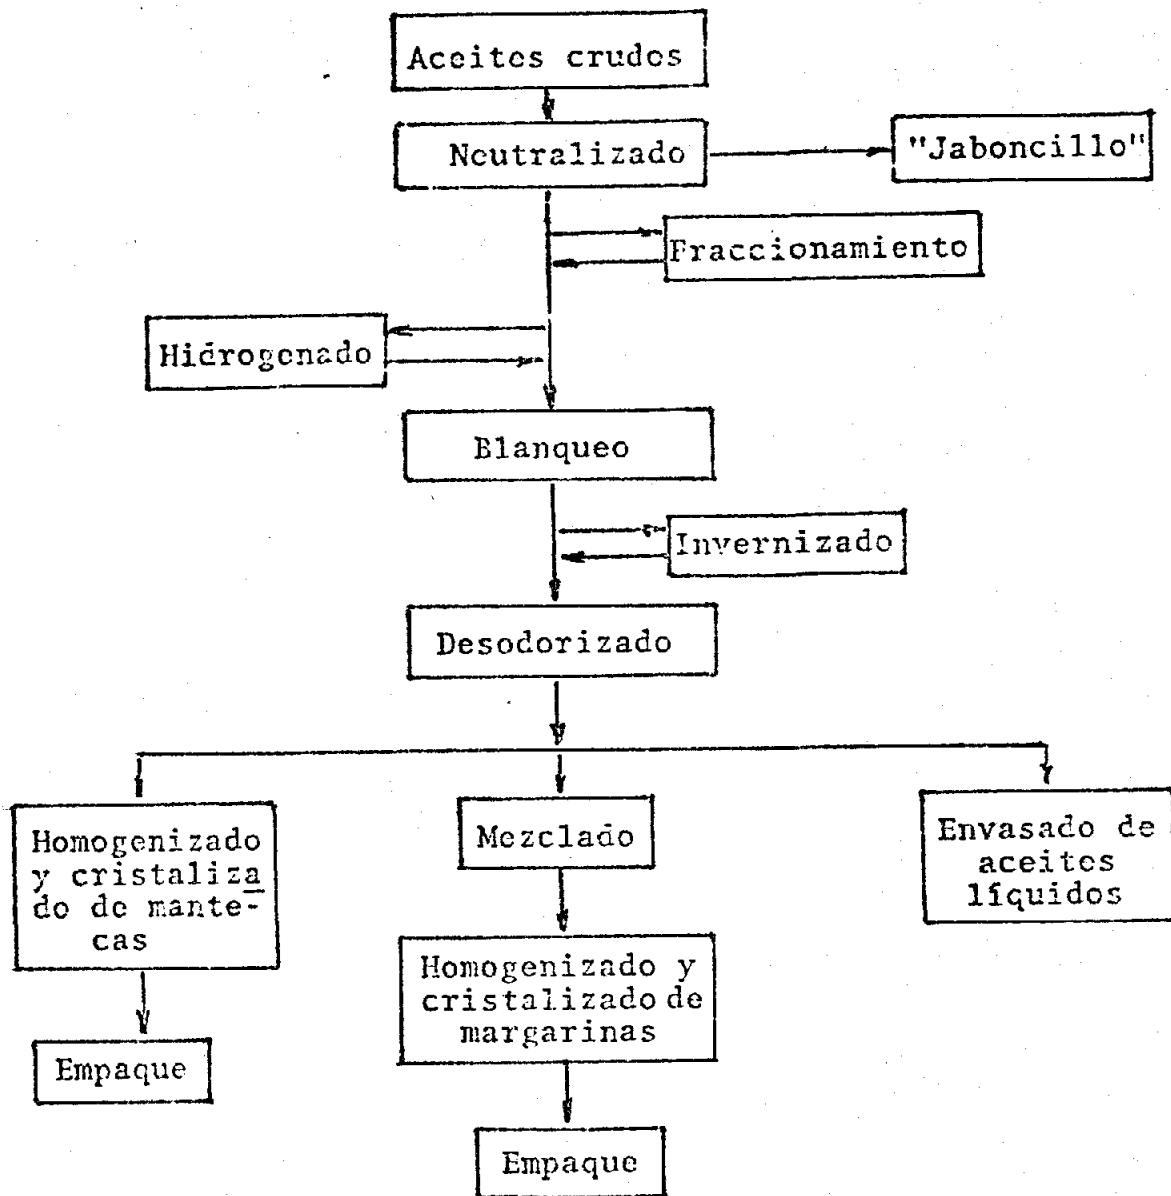 Aceites crudos
Neutralizado
"Jaboncillo"
Fraccionamiento
Hidrogenado
Blanqueo
Invernizado
Desodorizado
Homogenizado
y cristaliza
do de mante-
cas
Mezclado
Envasado de
aceites
líquidos
Homogenizado y
cristalizado de
margarinas
Empaque
Empaque